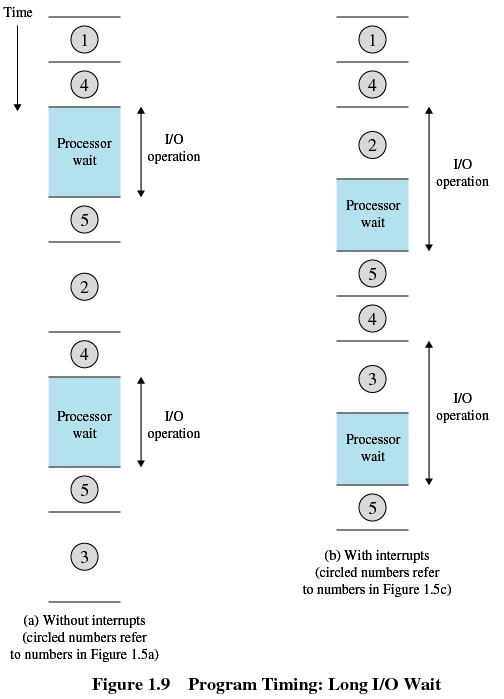 Time
1
4
Processor
wait
I/O
operation
5
2
4
Processor
wait
I/O
operation
5
3
(a) Without interrupts
(circled numbers refer
to numbers in Figure 1.5a)
1
4
2
I/O
operation
Processor
wait
5
4
3
I/O
operation
Processor
wait
5
(b) With interrupts
(circled numbers refer
to numbers in Figure 1.5c)
Figure 1.9 Program Timing: Long I/O Wait